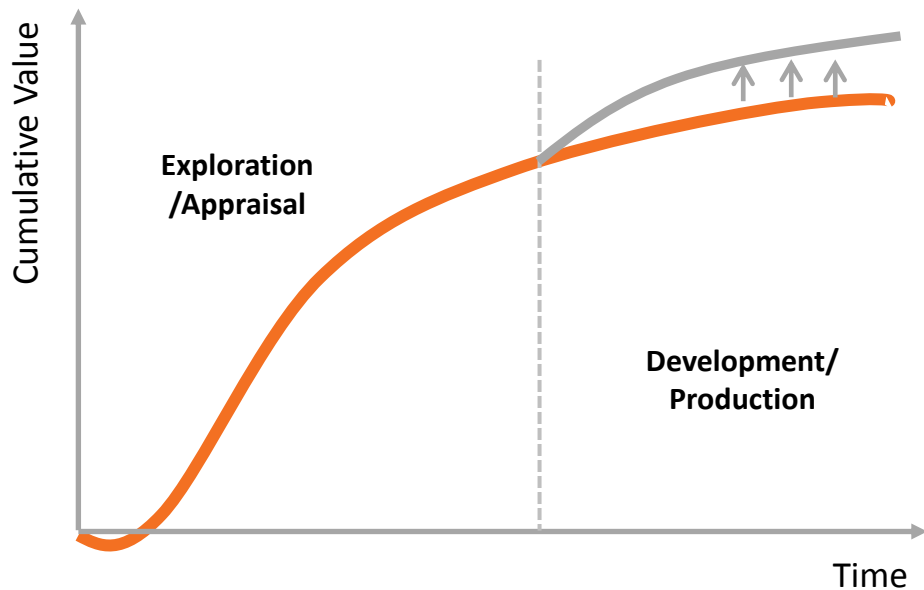 Cumulative Value
Exploration
/Appraisal
Development/
Production
Time